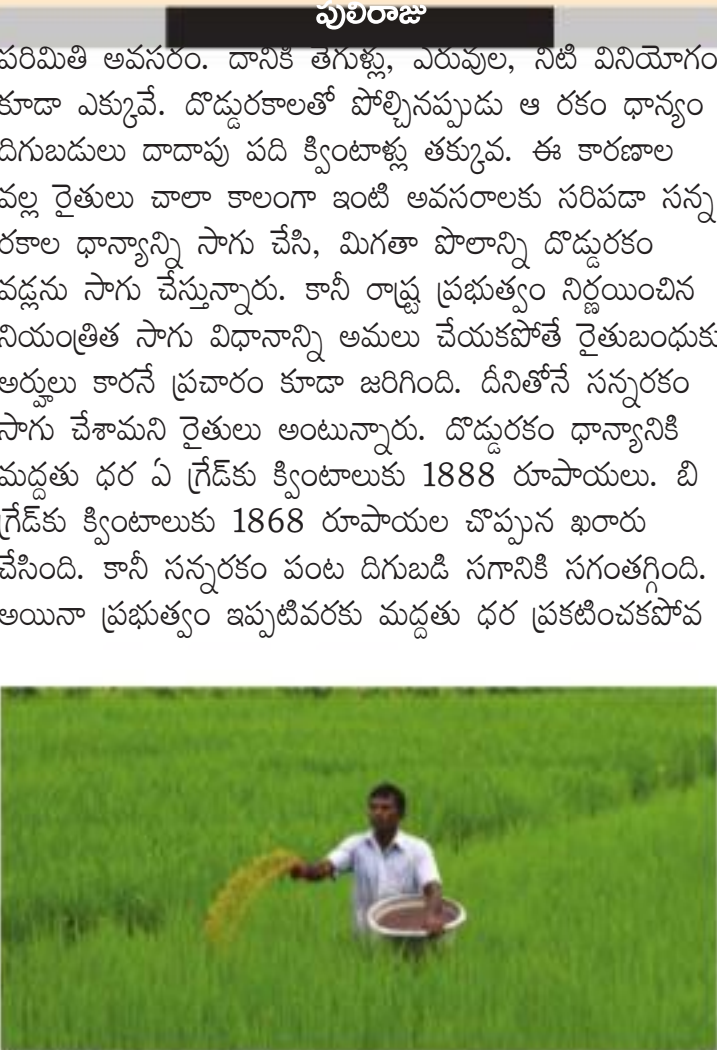 పులిరాజు
పరిమితి అవసరం. దానికి తెగుళ్లు, ఎరువుల, నీటి వినియోగం
కూడా ఎక్కువే. దొడ్డురకాలతో పోల్చినప్పుడు ఆ రకం ధాన్యం
దిగుబడులు దాదాపు పది క్వింటాళ్లు తక్కువ. ఈ కారణాల
వల్ల రైతులు చాలా కాలంగా ఇంటి అవసరాలకు సరిపడా సన్న
రకాల ధాన్యాన్ని సాగు చేసి, మిగతా పొలాన్ని దొడ్డురకం
వడ్లను సాగు చేస్తున్నారు. కానీ రాష్ట్ర ప్రభుత్వం నిర్ణయించిన
నియంత్రిత సాగు విధానాన్ని అమలు చేయకపోతే రైతుబంధుకు
అర్హులు కారనే ప్రచారం కూడా జరిగింది. దీనితోనే సన్నరకం
సాగు చేశామని రైతులు అంటున్నారు. దొడ్డురకం ధాన్యానికి
మద్దతు ధర ఏ గ్రేడ్‌కు క్వింటాలుకు 1888 రూపాయలు. బి
గ్రేడ్‌కు క్వింటాలుకు 1868 రూపాయల చొప్పున ఖరారు
చేసింది. కానీ సన్నరకం పంట దిగుబడి సగానికి సగంతగ్గింది.
అయినా ప్రభుత్వం ఇప్పటివరకు మద్దతు ధర ప్రకటించకపోవ